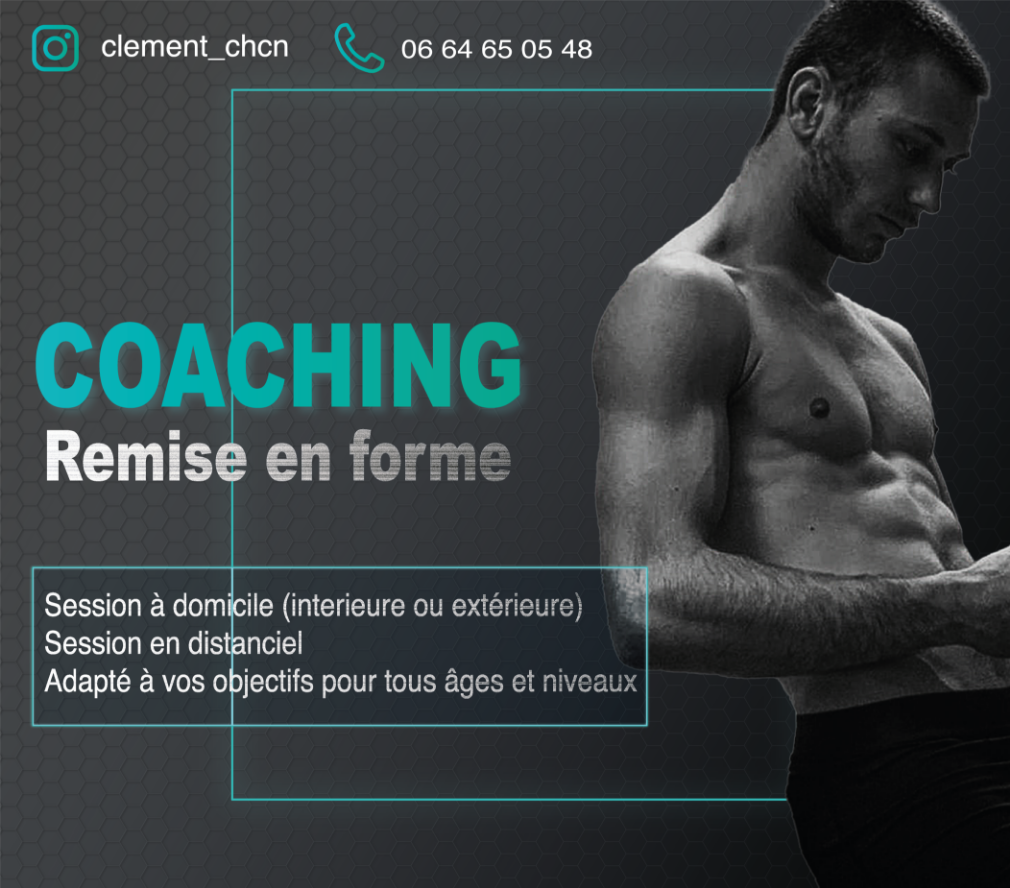 clement_chcn
06 64 65 05 48
COACHING
Remise en forme
Session à domicile (interieure ou extérieure)
Session en distanciel
Adapté à vos objectifs pour tous âges et niveaux